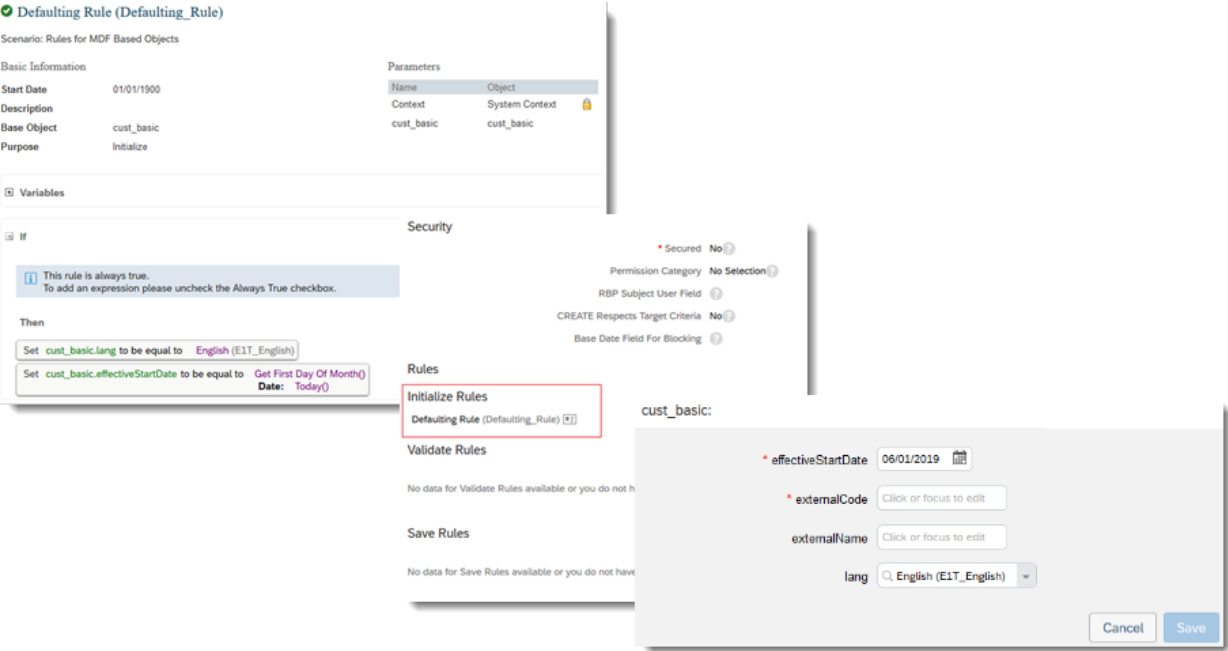 Defaulting Rule (Defaulting_Rule)
Scenario: Rules for MDF Based Objects
Basic Information
Start Date 01/01/1900
Description
Base Object cust_basic
Purpose Initialize
Parameters
Name Object
Context System Context
cust_basic cust_basic
Variables
If
This rule is always true.
To add an expression please uncheck the Always True checkbox.
Then
Set cust_basic.lang to be equal to English (E1T_English)
Set cust_basic.effectiveStartDate to be equal to Get First Day Of Month()
Date: Today()
Security
* Secured No
Permission Category No Selection
RBP Subject User Field
CREATE Respects Target Criteria No
Base Date Field For Blocking
Rules
Initialize Rules
Defaulting Rule (Defaulting_Rule)
Validate Rules
No data for Validate Rules available or you do not h
Save Rules
No data for Save Rules available or you do not have
cust_basic:
* effectiveStartDate 06/01/2019
* externalCode Click or focus to edit
externalName Click or focus to edit
lang English (E1T_English)
Cancel Save